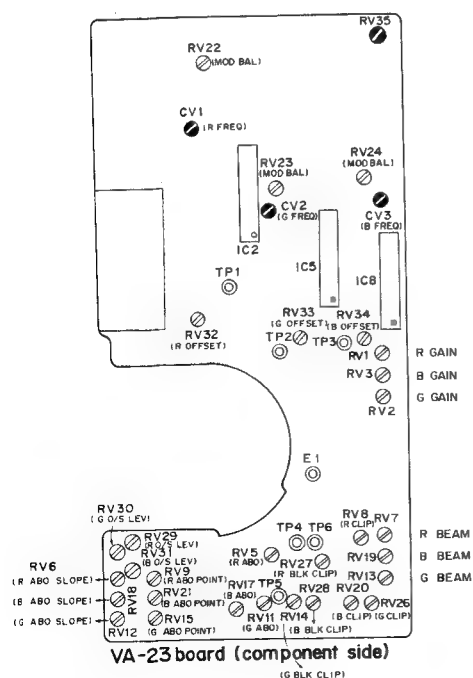 RV35
RV22
(MOD BAL)
CV1
(R FREQ)
RV24
(MOD BAL)
RV23
(MOD BAL)
CV2
(G FREQ)
CV3
(B FREQ)
IC2
IC5
IC8
TP1
RV32
(R OFFSET)
RV33
(G OFFSET)
RV34
(B OFFSET)
TP2
TP3
RV1 R GAIN
RV3 B GAIN
RV2 G GAIN
E1
RV30
(G O/S LEV)
RV29
(R O/S LEV)
RV31
(B O/S LEV)
TP4 TP6
RV8
(R CLIP)
RV7 R BEAM
RV6
(R ABO SLOPE)
RV9
(R ABO POINT)
RV5
(R ABO)
RV27
(R BLK CLIP)
RV19 B BEAM
RV18
(B ABO SLOPE)
RV21
(B ABO POINT)
RV17
(B ABO)
TP5
RV13 G BEAM
(G ABO SLOPE)
RV12
RV15
(G ABO POINT)
RV11
(G ABO)
RV14
RV28
(B BLK CLIP)
RV20
(B CLIP)
RV26
(G CLIP)
VA-23 board (component side)
(G BLK CLIP)